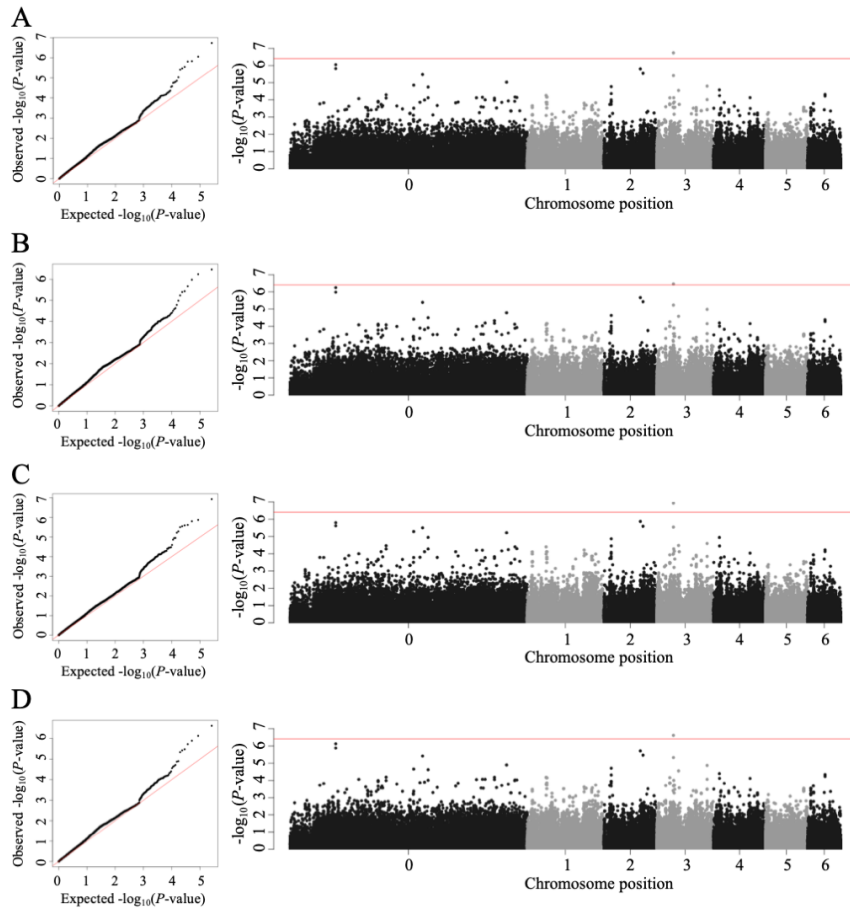 A
Observed -log10(P-value)
0 1 2 3 4 5 6
0 1 2 3 4 5
Expected -log10(P-value)
-log10(P-value)
0 1 2 3 4 5 6 7
0 1 2 3 4 5 6
Chromosome position
B
Observed -log10(P-value)
0 1 2 3 4 5 6
0 1 2 3 4 5
Expected -log10(P-value)
-log10(P-value)
0 1 2 3 4 5 6 7
0 1 2 3 4 5 6
Chromosome position
C
Observed -log10(P-value)
0 1 2 3 4 5 6 7
0 1 2 3 4 5
Expected -log10(P-value)
-log10(P-value)
0 1 2 3 4 5 6 7
0 1 2 3 4 5 6
Chromosome position
D
Observed -log10(P-value)
0 1 2 3 4 5 6
0 1 2 3 4 5
Expected -log10(P-value)
-log10(P-value)
0 1 2 3 4 5 6 7
0 1 2 3 4 5 6
Chromosome position